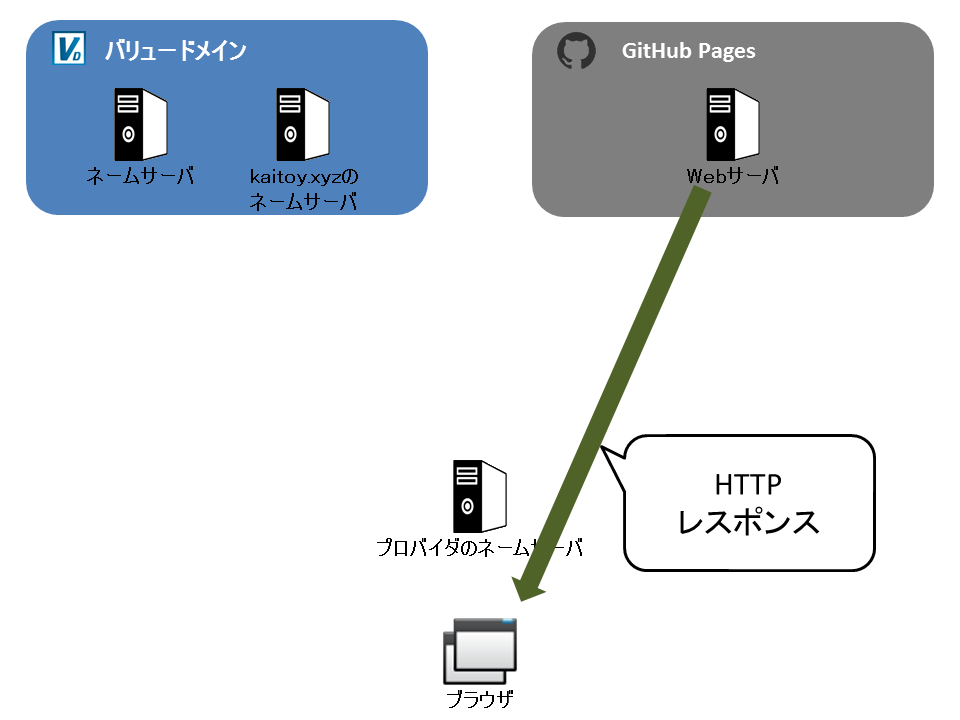 バリュードメイン
ネームサーバ
kaitoy.xyzの
ネームサーバ
GitHub Pages
Webサーバ
HTTP
レスポンス
プロバイダのネームサーバ
ブラウザ